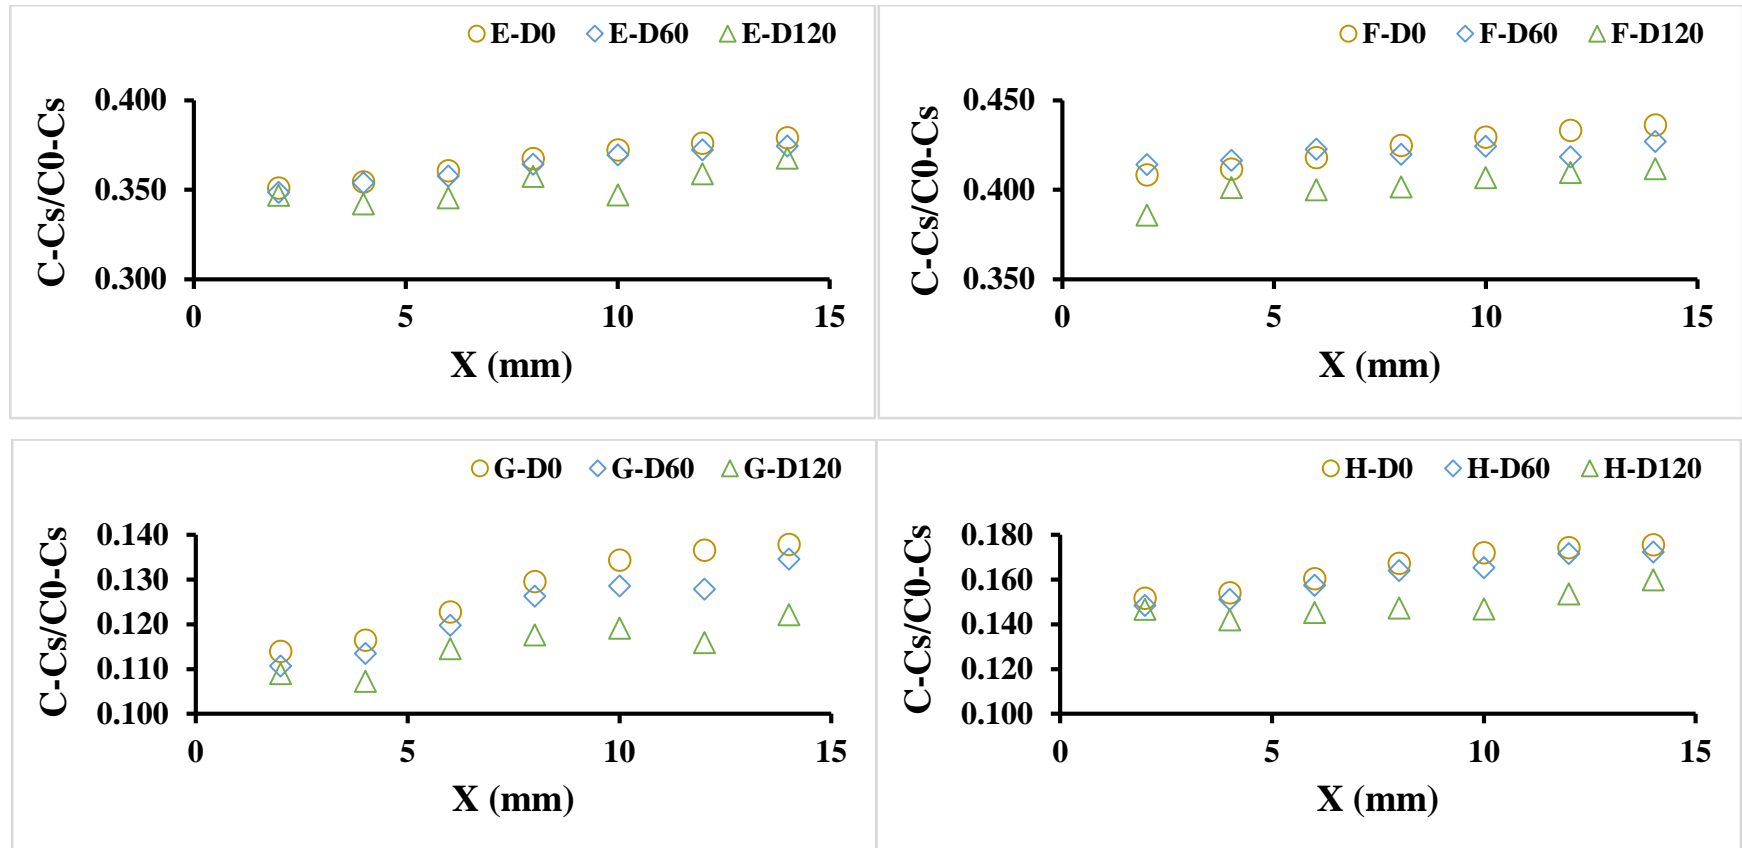 E-D0 E-D60 E-D120
C-Cs/C0-Cs
0.400
0.350
0.300
0 5 10 15
X (mm)
F-D0 F-D60 F-D120
C-Cs/C0-Cs
0.450
0.400
0.350
0 5 10 15
X (mm)
G-D0 G-D60 G-D120
C-Cs/C0-Cs
0.140
0.130
0.120
0.110
0.100
0 5 10 15
X (mm)
H-D0 H-D60 H-D120
C-Cs/C0-Cs
0.180
0.160
0.140
0.120
0.100
0 5 10 15
X (mm)